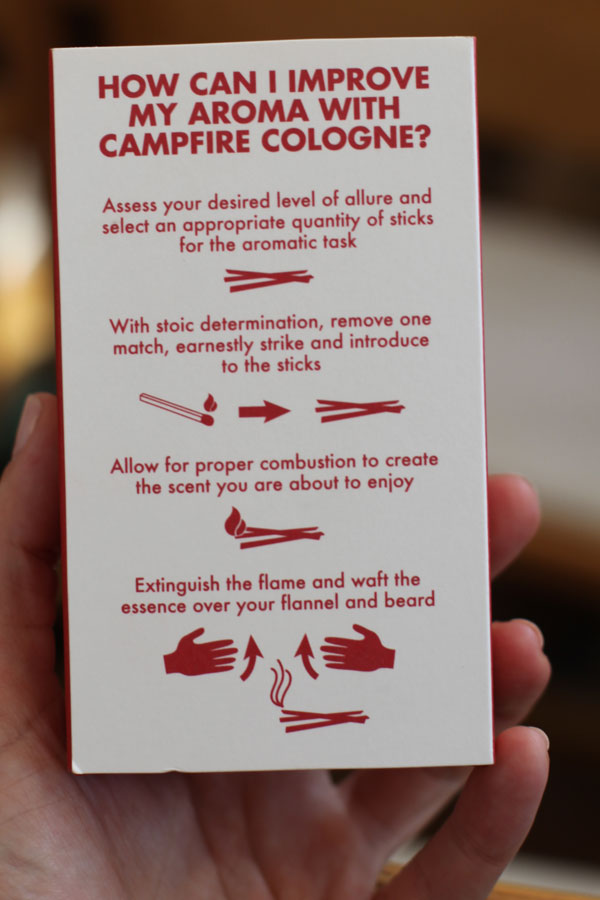 HOW CAN I IMPROVE
MY AROMA WITH
CAMPFIRE COLOGNE?
Assess your desired level of allure and
select an appropriate quantity of sticks
for the aromatic task
With stoic determination, remove one
match, earnestly strike and introduce
to the sticks
Allow for proper combustion to create
the scent you are about to enjoy
Extinguish the flame and waft the
essence over your flannel and beard